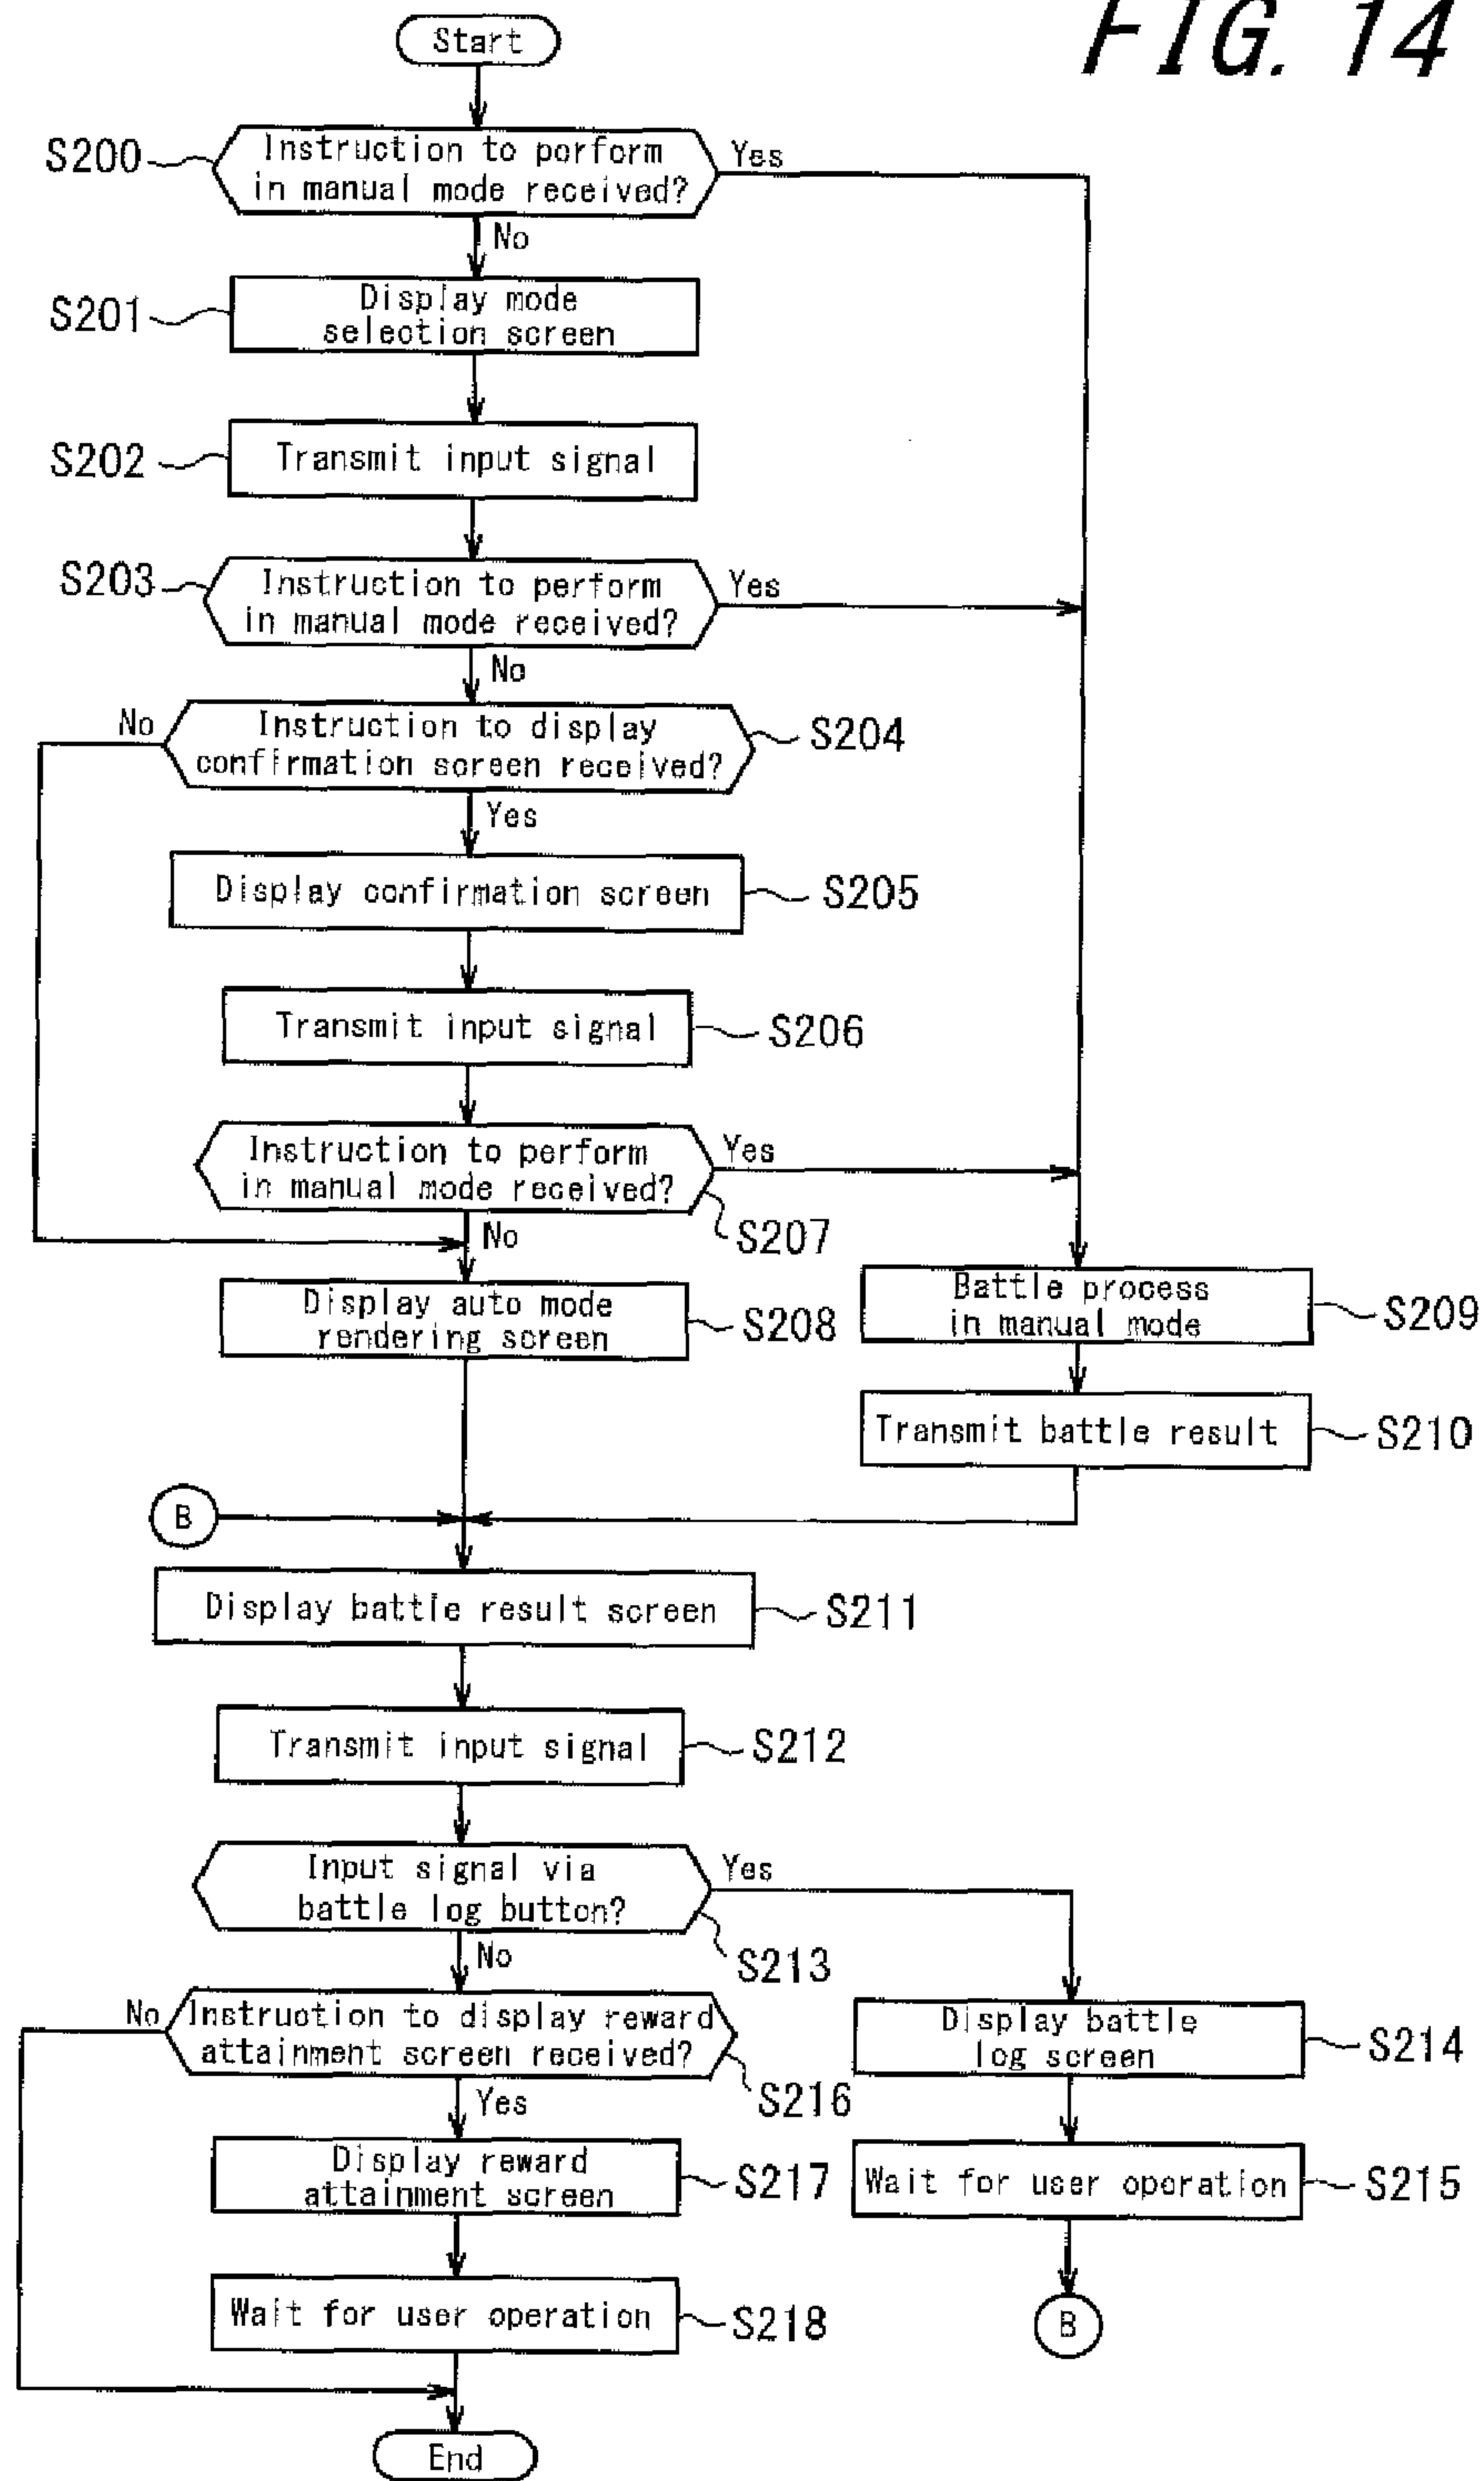 FIG. 14
Start
S200
Instruction to porform
in manual mode received?
Yes
No
S201
Display mode
selection screen
S202
Transmit input signal
S203
Instruction to perform
in manual mode received?
Yes
No
No
Instruction to display
confirmation screen received?
S204
Yes
Display confirmation screen
S205
Transmit input signal
S206
Instruction to perform
in manual mode received?
Yes
S207
No
Display auto mode
rendering screen
S208
Battle process
in manual mode
S209
Transmit battle result
S210
B
Display battle result screen
S211
Transmit input signal
S212
Input signal via
battle log button?
Yes
S213
No
No
Instruction to display reward
attainment screen received?
S216
Yes
Display battle
log screen
S214
Display reward
attainment screen
S217
Wait for user operation
S215
Wait for user operation
S218
B
End